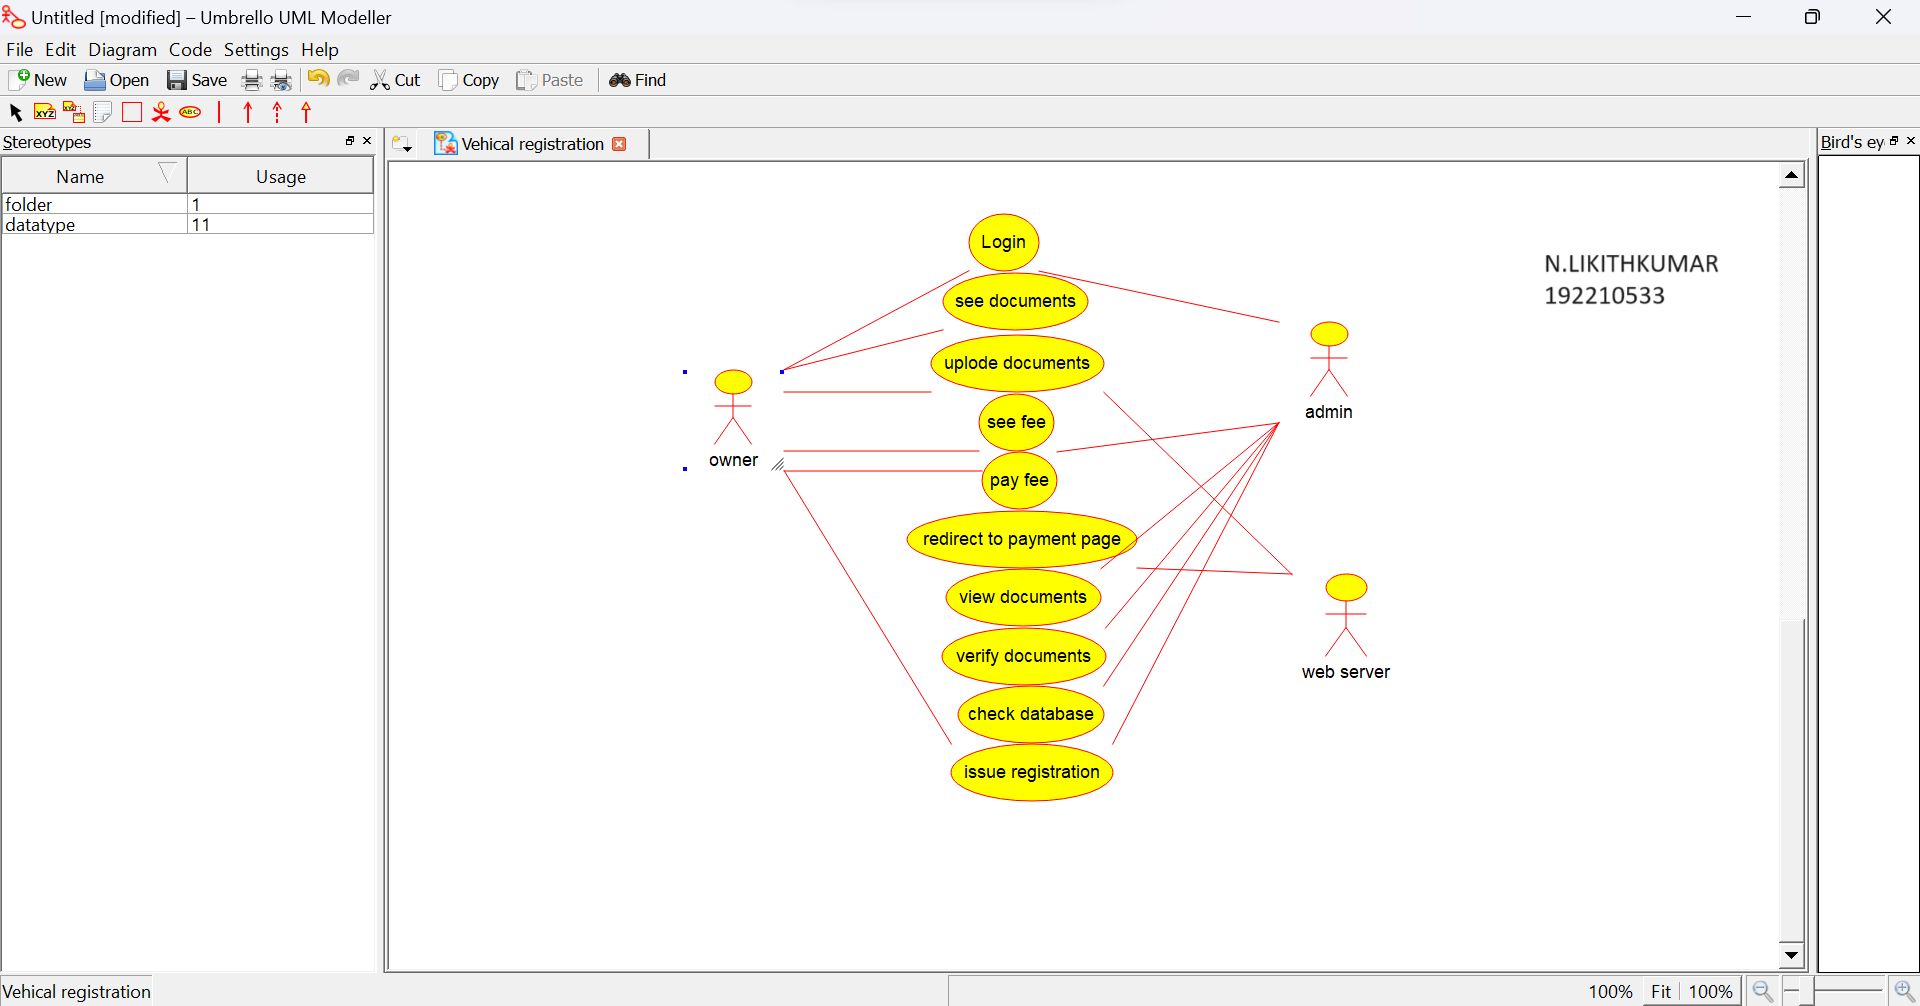 Untitled [modified] – Umbrello UML Modeller
File Edit Diagram Code Settings Help
New Open Save Cut Copy Paste Find
XYZ XYZ ABC
Stereotypes
Name Usage
folder 1
datatype 11
Vehical registration
Bird's ey
Login
see documents
uplode documents
see fee
pay fee
redirect to payment page
view documents
verify documents
check database
issue registration
owner
admin
web server
N.LIKITHKUMAR
192210533
Vehical registration
100% Fit 100%